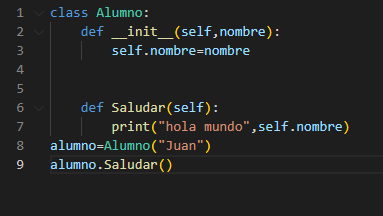 1 class Alumno:
2     def __init__(self,nombre):
3         self.nombre=nombre
4
5
6     def Saludar(self):
7         print("hola mundo",self.nombre)
8 alumno=Alumno("Juan")
9 alumno.Saludar()